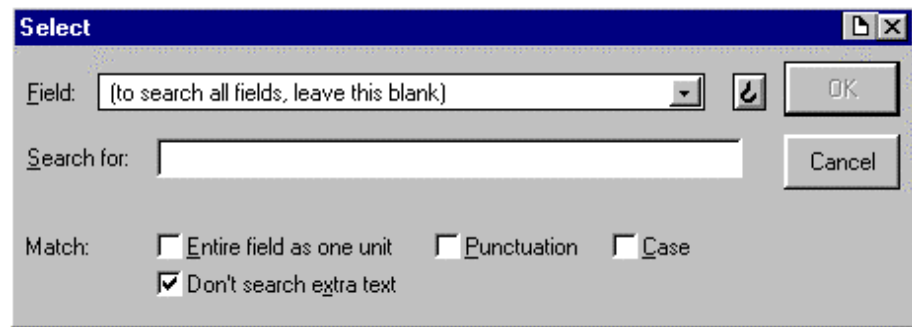 Select
Field: (to search all fields, leave this blank) OK
Search for: Cancel
Match: Entire field as one unit Punctuation Case
Don't search extra text